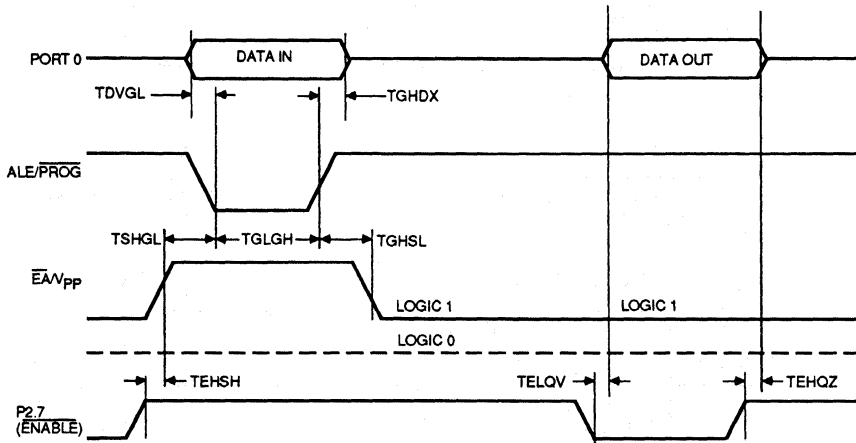 PORT 0
DATA IN
DATA OUT
TDVGL
TGHDX
ALE/PROG
TSHGL
TGLGH
TGHSL
EA/VPP
LOGIC 1
LOGIC 1
LOGIC 0
TEHSH
TELQV
TEHQZ
P2.7
(ENABLE)